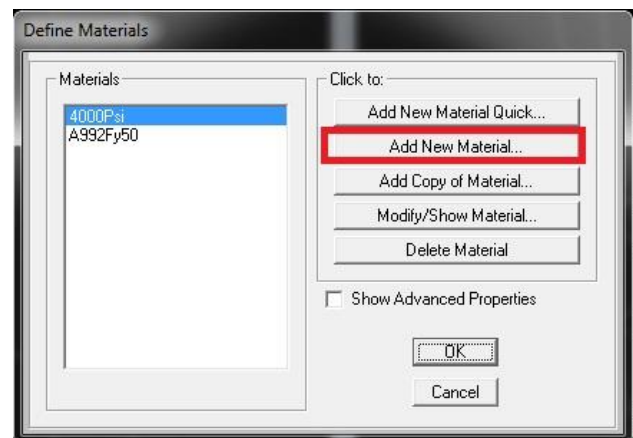 Define Materials
Materials
4000Psi
A992Fy50
Click to:
Add New Material Quick...
Add New Material...
Add Copy of Material...
Modify/Show Material...
Delete Material
Show Advanced Properties
OK
Cancel